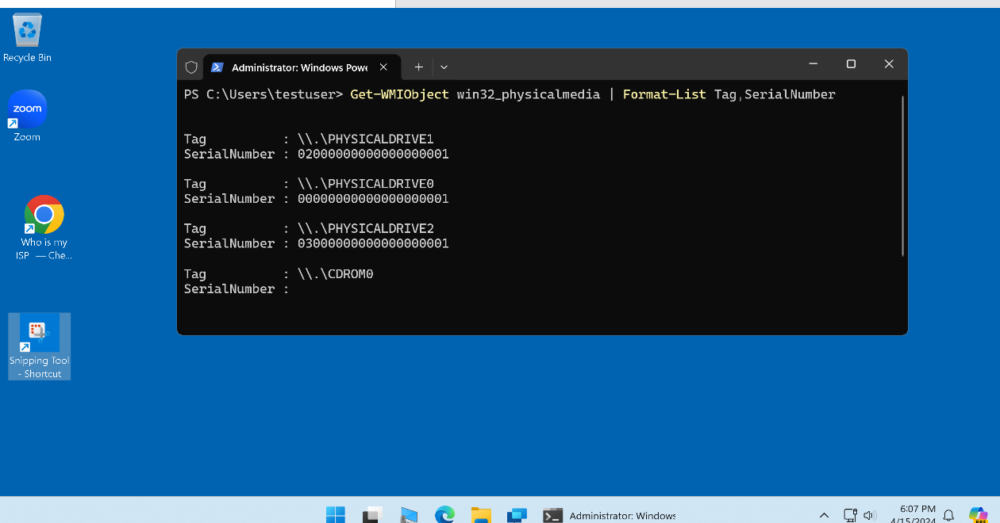 Recycle Bin
zoom
Zoom
Who is my
ISP — Che...
Snipping Tool
- Shortcut
Administrator: Windows Powe
PS C:\Users\testuser> Get-WMIObject win32_physicalmedia | Format-List Tag,SerialNumber
Tag : \\.\PHYSICALDRIVE1
SerialNumber : 02000000000000000001
Tag : \\.\PHYSICALDRIVE0
SerialNumber : 00000000000000000001
Tag : \\.\PHYSICALDRIVE2
SerialNumber : 03000000000000000001
Tag : \\.\CDROM0
SerialNumber :
Administrator: Windows
6:07 PM
4/15/2024
PRE